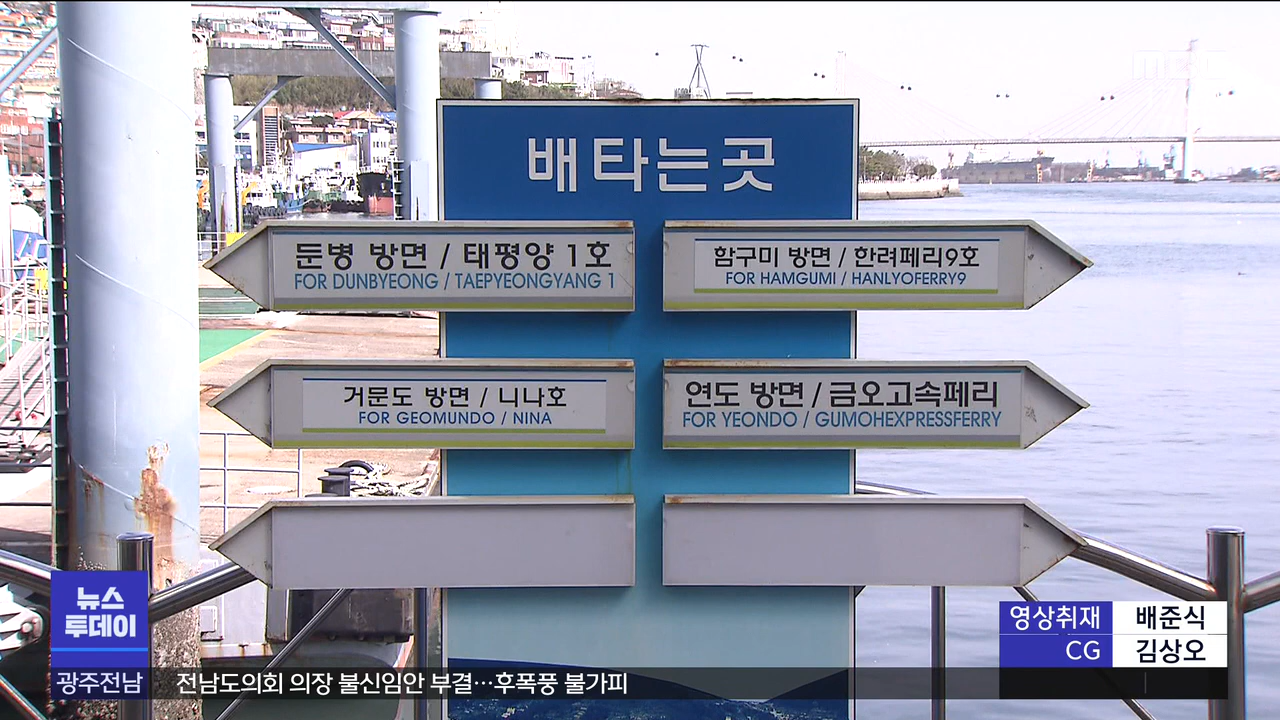 배타는곳
둔병 방면 / 태평양 1호
FOR DUNBYEONG / TAEPYEONGYANG 1
함구미 방면 / 한려페리9호
FOR HAMGUMI / HANLYOFERRY9
거문도 방면 / 니나호
FOR GEOMUNDO / NINA
연도 방면 / 금오고속페리
FOR YEONDO / GUMOHEXPRESSFERRY
MBC
뉴스
투데이
영상취재 배준식
CG 김상오
광주전남 전남도의회 의장 불신임안 부결…후폭풍 불가피